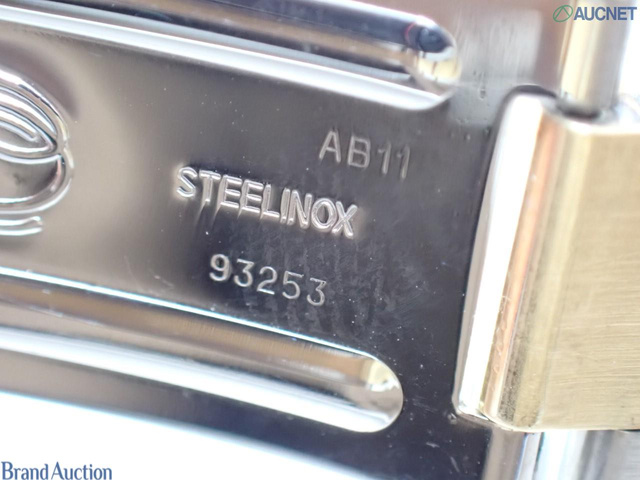 AUCNET
AB11
STEELINOX
93253
Brand Auction